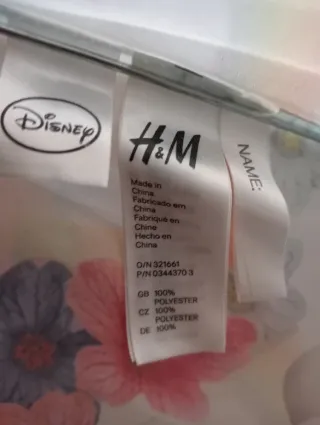 Disney
H&M
NAME:
Made in
China
Fabricado em
China
Fabriqué en
Chine
Hecho en
China
O/N 321661
P/N 0344370 3
GB 100%
POLYESTER
CZ 100%
POLYESTER
DE 100%